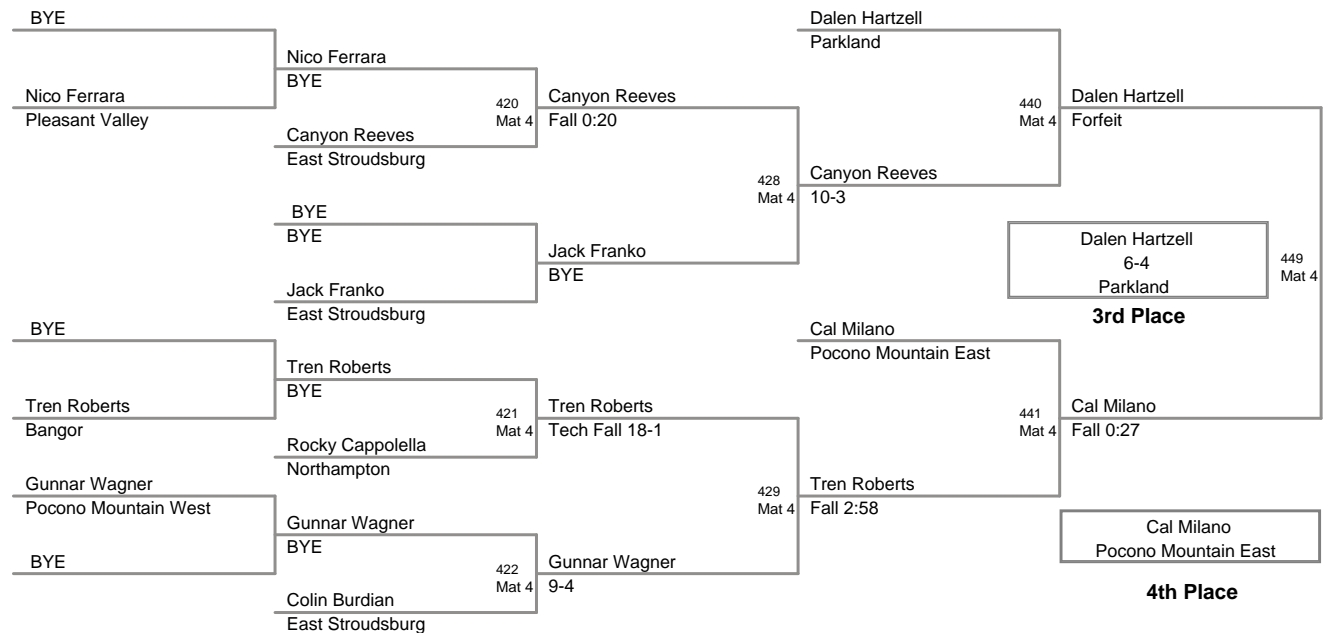 BYE
Dalen Hartzell
Parkland
Nico Ferrara
BYE
Nico Ferrara
Pleasant Valley
420
Mat 4
Canyon Reeves
Fall 0:20
440
Mat 4
Dalen Hartzell
Forfeit
Canyon Reeves
East Stroudsburg
428
Mat 4
Canyon Reeves
10-3
BYE
BYE
Jack Franko
BYE
Dalen Hartzell
6-4
Parkland
449
Mat 4
Jack Franko
East Stroudsburg
3rd Place
BYE
Cal Milano
Pocono Mountain East
Tren Roberts
BYE
Tren Roberts
Bangor
421
Mat 4
Tren Roberts
Tech Fall 18-1
441
Mat 4
Cal Milano
Fall 0:27
Rocky Cappolella
Northampton
Gunnar Wagner
Pocono Mountain West
429
Mat 4
Tren Roberts
Fall 2:58
Gunnar Wagner
BYE
Cal Milano
Pocono Mountain East
BYE
422
Mat 4
Gunnar Wagner
9-4
4th Place
Colin Burdian
East Stroudsburg